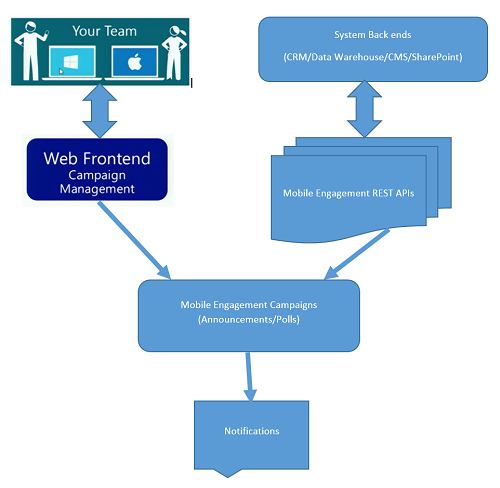 Your Team
System Back ends
(CRM/Data Warehouse/CMS/SharePoint)
Web Frontend
Campaign
Management
Mobile Engagement REST APIs
Mobile Engagement Campaigns
(Announcements/Polls)
Notifications